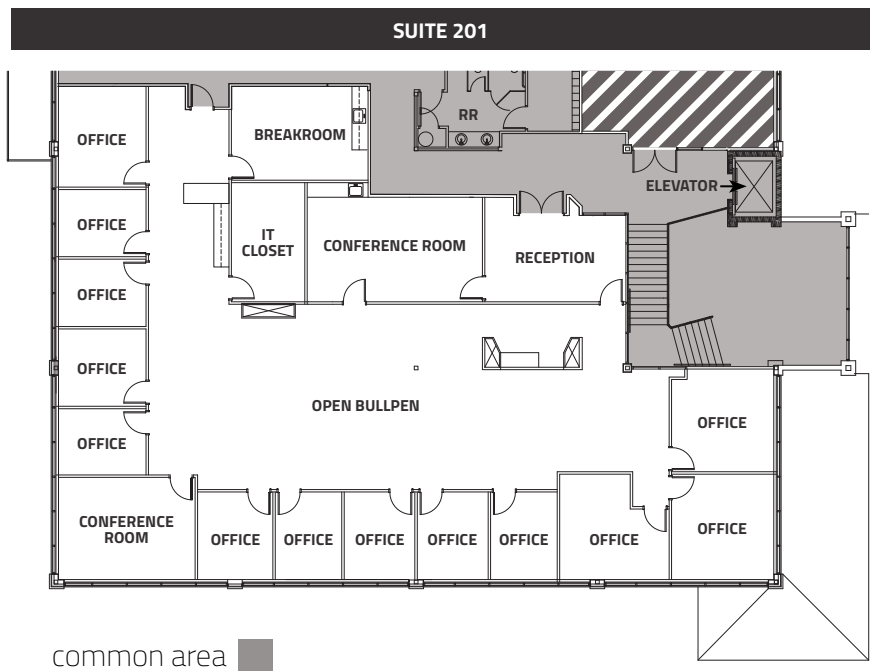 SUITE 201
RR
BREAKROOM
OFFICE
ELEVATOR
OFFICE
IT
CLOSET
CONFERENCE ROOM
RECEPTION
OFFICE
OFFICE
OPEN BULLPEN
OFFICE
OFFICE
CONFERENCE
ROOM
OFFICE
OFFICE
OFFICE
OFFICE
OFFICE
OFFICE
OFFICE
common area